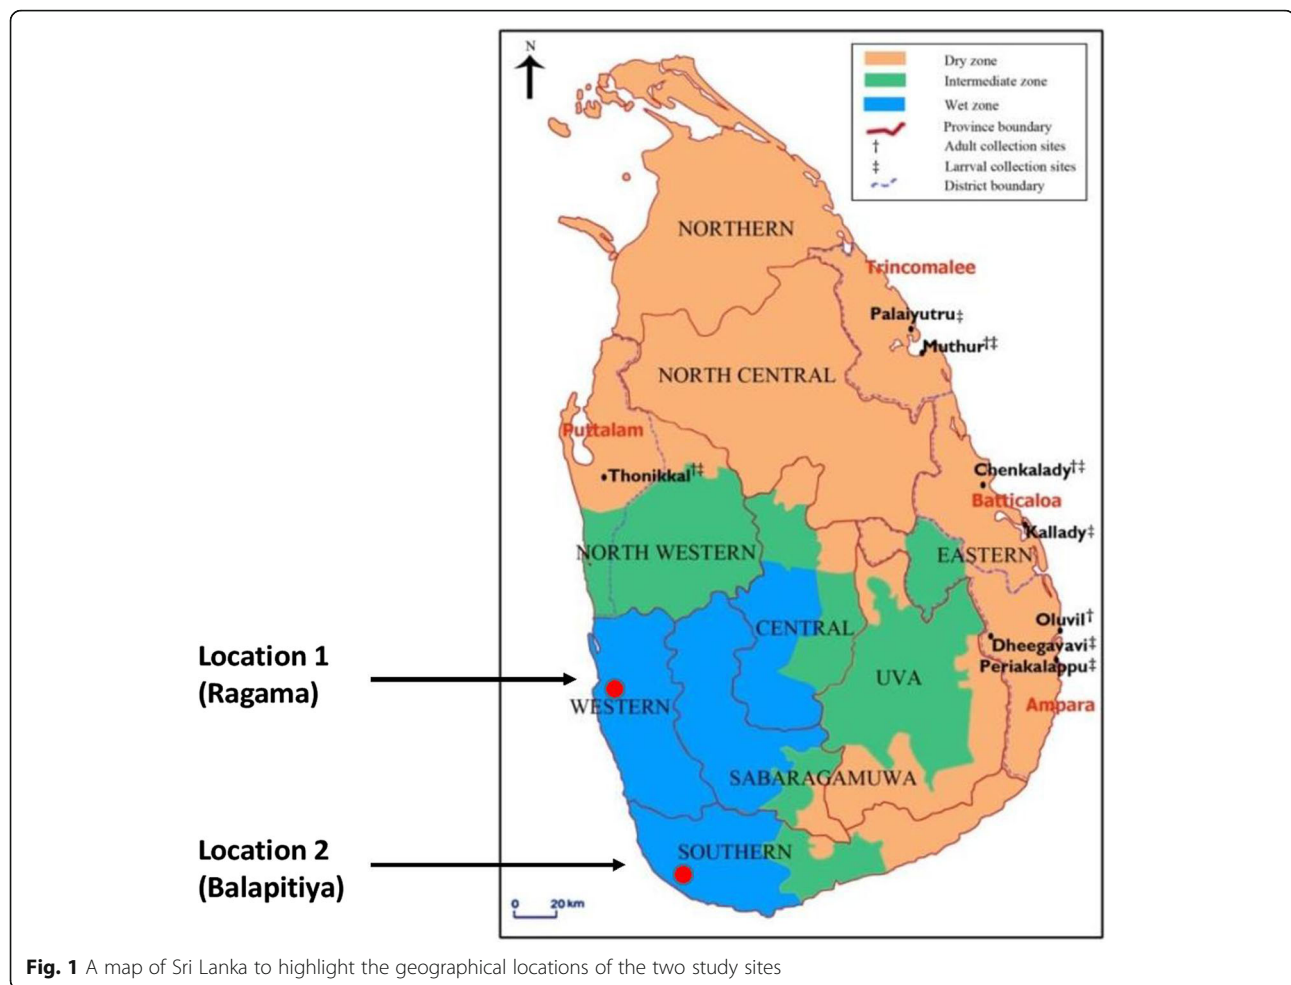 N
Dry zone
Intermediate zone
Wet zone
Province boundary
† Adult collection sites
‡ Larrval collection sites
District boundary
NORTHERN
Trincomalee
Palaiyutru‡
Muthur†‡
NORTH CENTRAL
Puttalam
Thonikkal†‡
Chenkalady†‡
Batticaloa
Kallady‡
NORTH WESTERN
EASTERN
Oluvil†
CENTRAL
Dheegavavi‡
Periakalappu‡
Location 1
(Ragama)
UVA
WESTERN
Ampara
SABARAGAMUWA
Location 2
(Balapitiya)
SOUTHERN
0 20 km
Fig. 1 A map of Sri Lanka to highlight the geographical locations of the two study sites